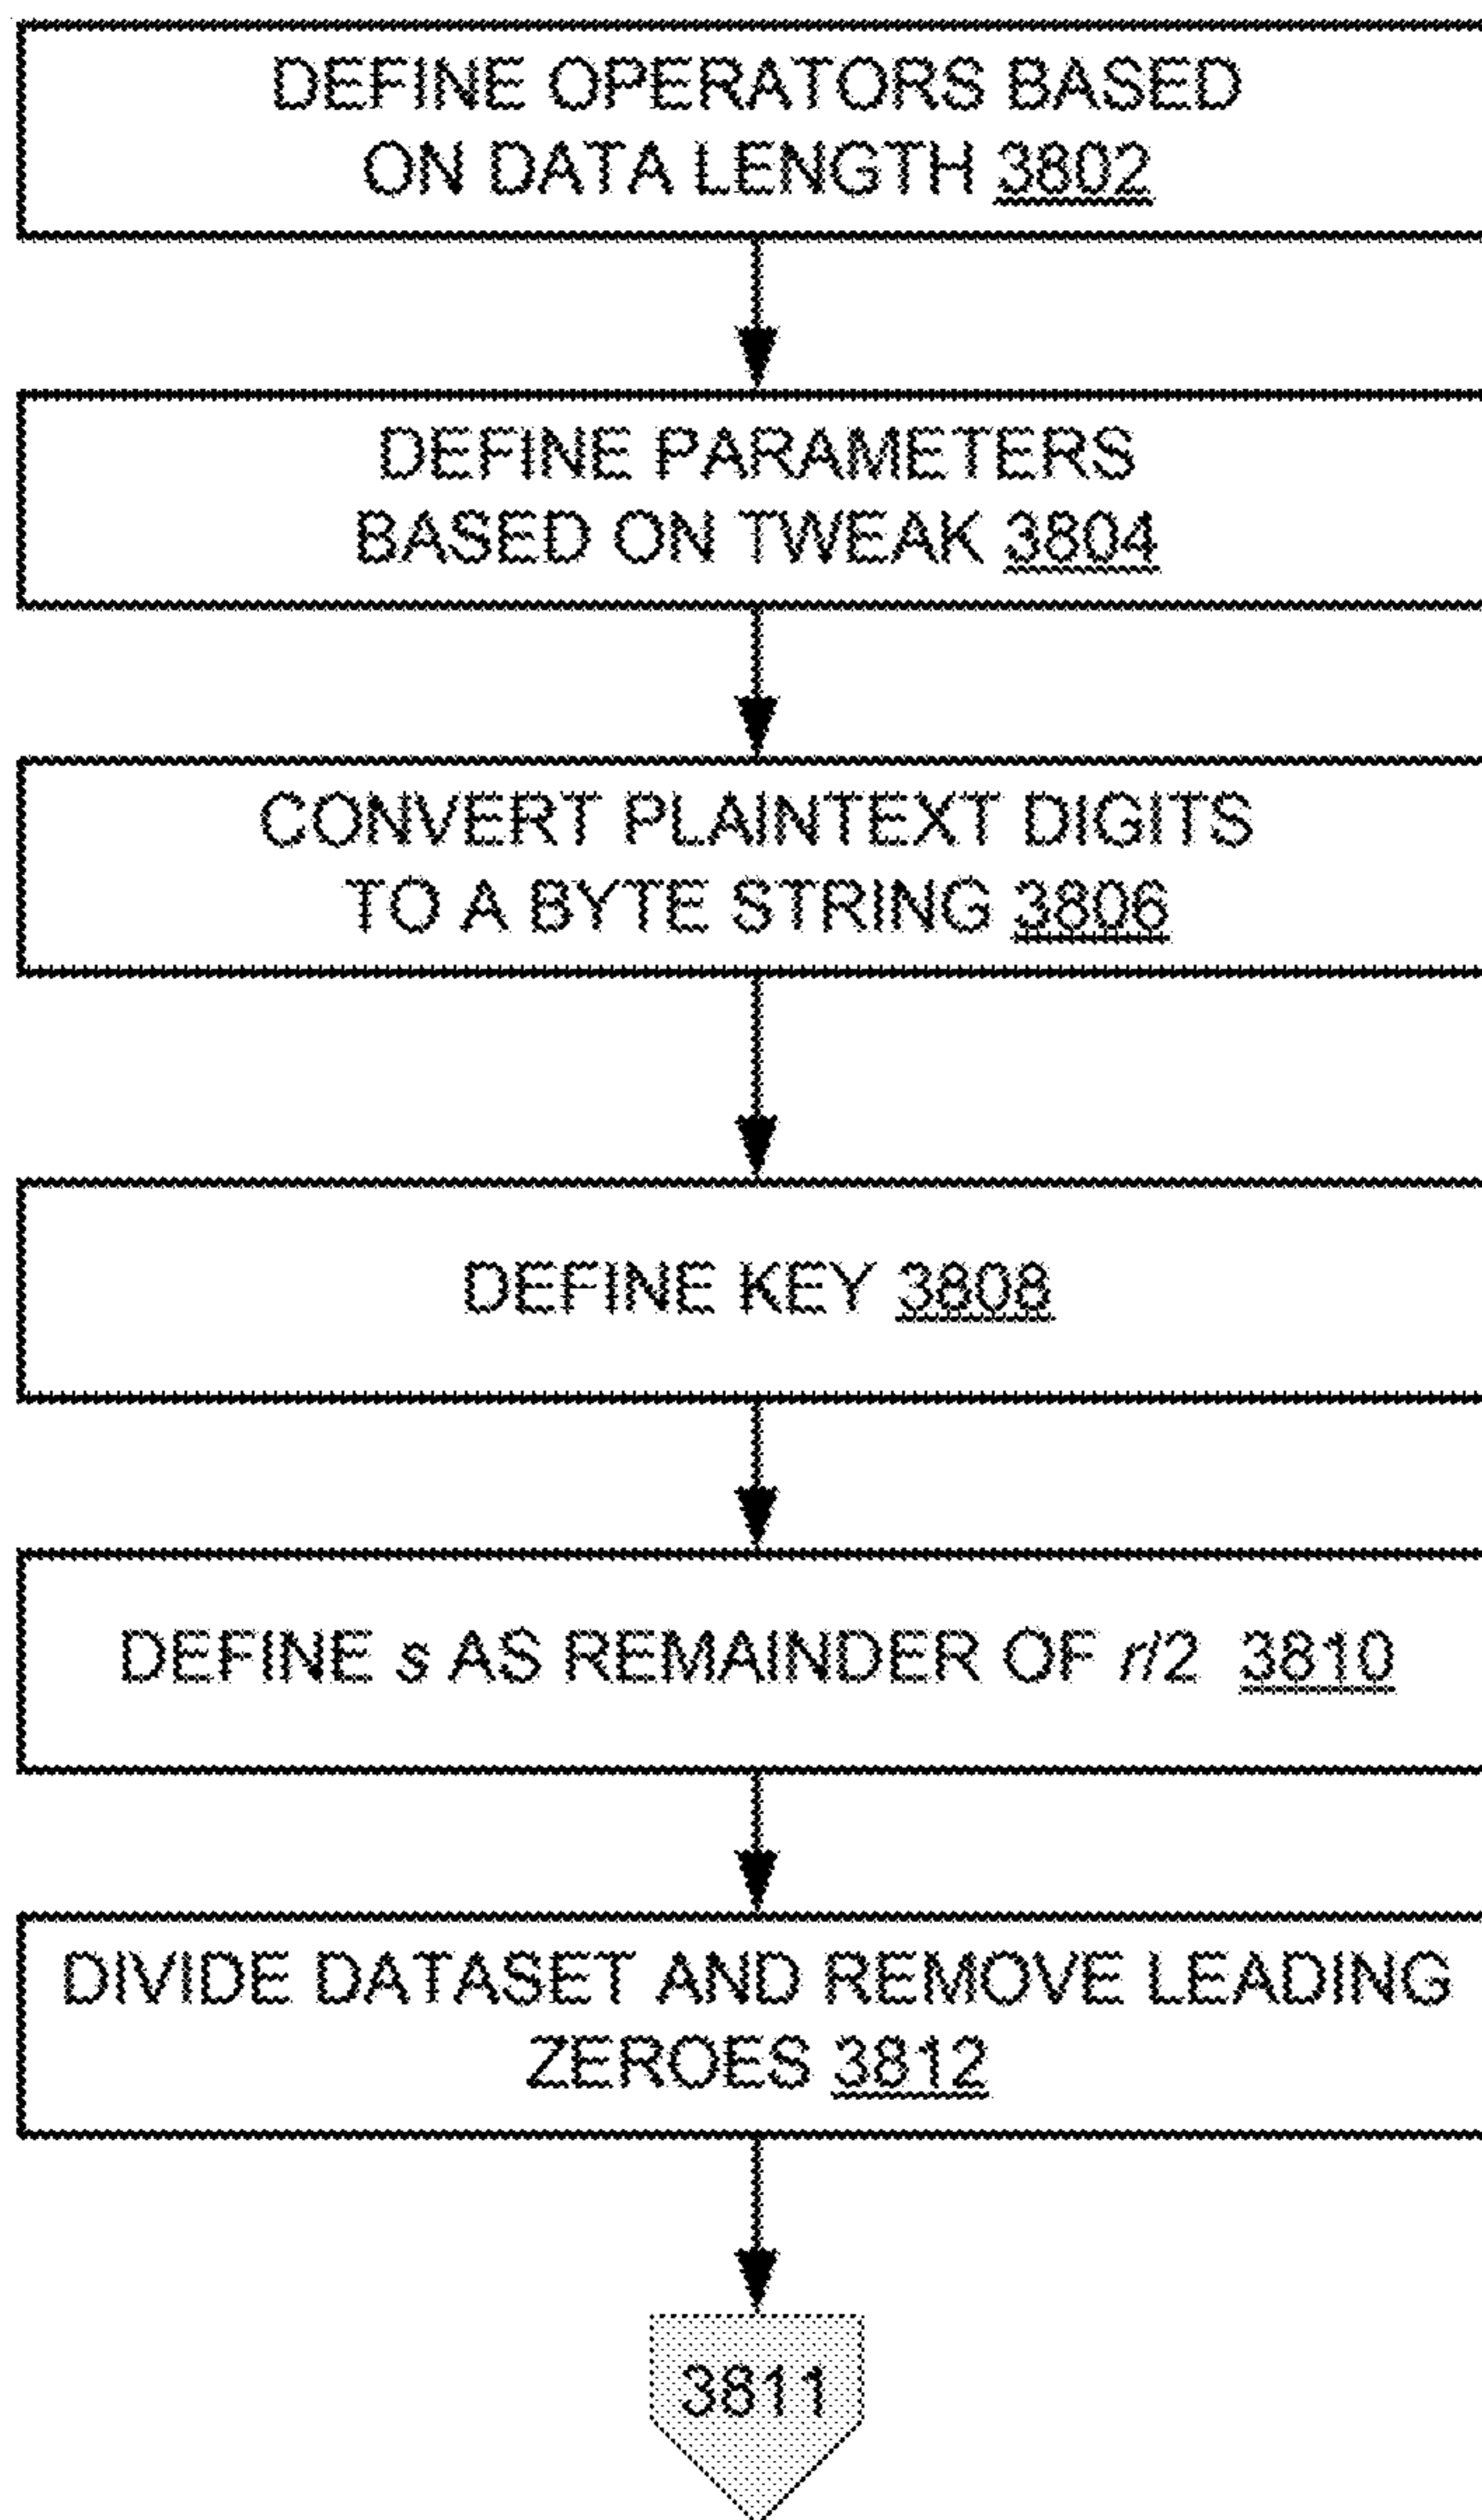 DEFINE OPERATORS BASED
ON DATA LENGTH 3802
DEFINE PARAMETERS
BASED ON TWEAK 3804
CONVERT PLAINTEXT DIGITS
TO A BYTE STRING 3806
DEFINE KEY 3808
DEFINE s AS REMAINDER OF r/2 3810
DIVIDE DATASET AND REMOVE LEADING
ZEROES 3812
3811